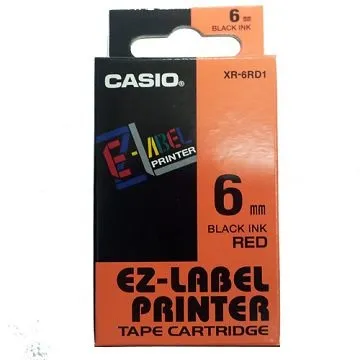 6 mm
BLACK INK
CASIO®
XR-6RD1
EZ-LABEL
PRINTER
6 mm
BLACK INK
RED
EZ-LABEL
PRINTER
TAPE CARTRIDGE